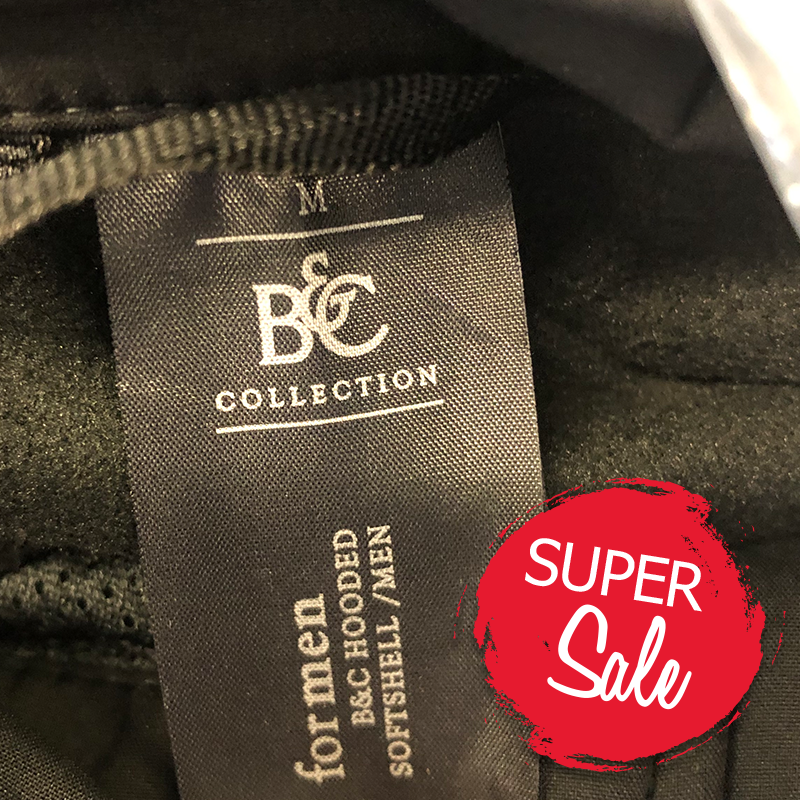 M
B&C
COLLECTION
for men
B&C HOODED
SOFTSHELL /MEN
SUPER
Sale